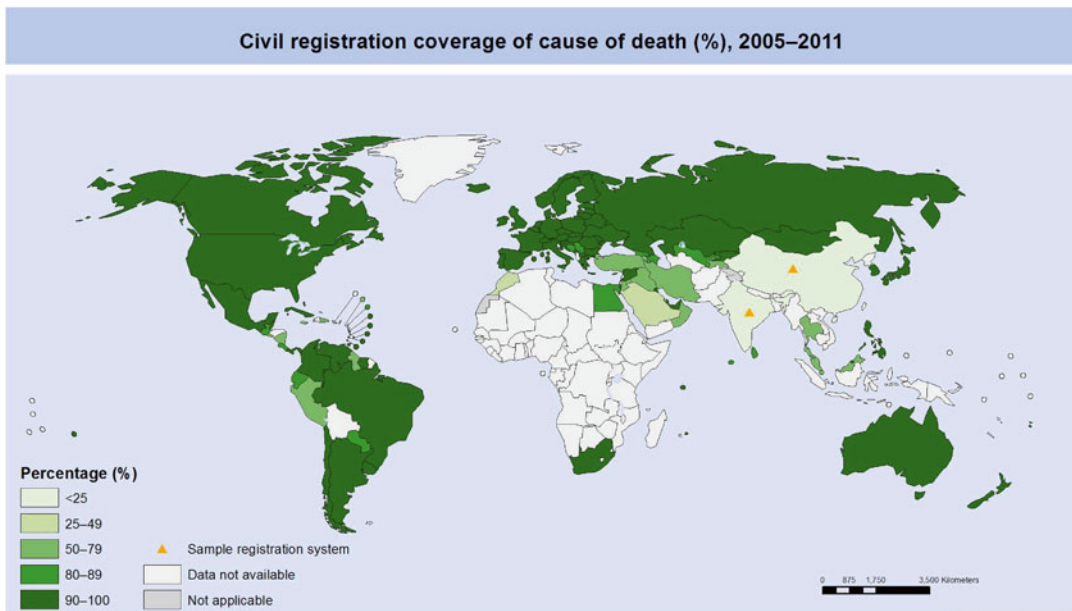 Civil registration coverage of cause of death (%), 2005–2011
Percentage (%)
<25
25–49
50–79
80–89
90–100
Sample registration system
Data not available
Not applicable
0 875 1,750 3,500 Kilometers